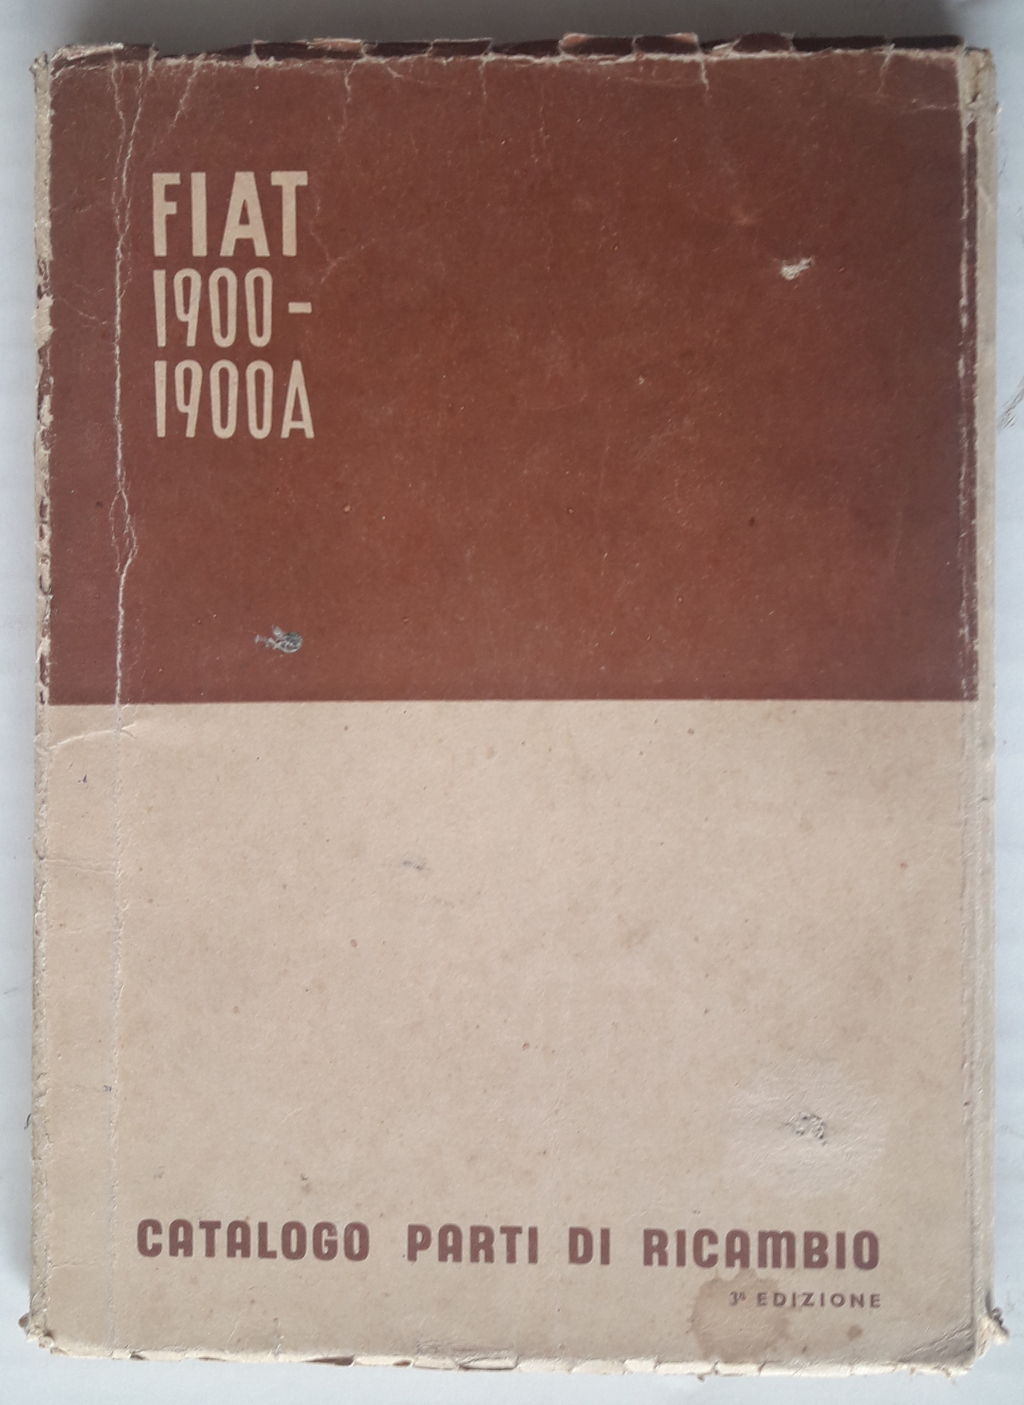 FIAT
1900-
1900A
CATALOGO PARTI DI RICAMBIO
3ª EDIZIONE